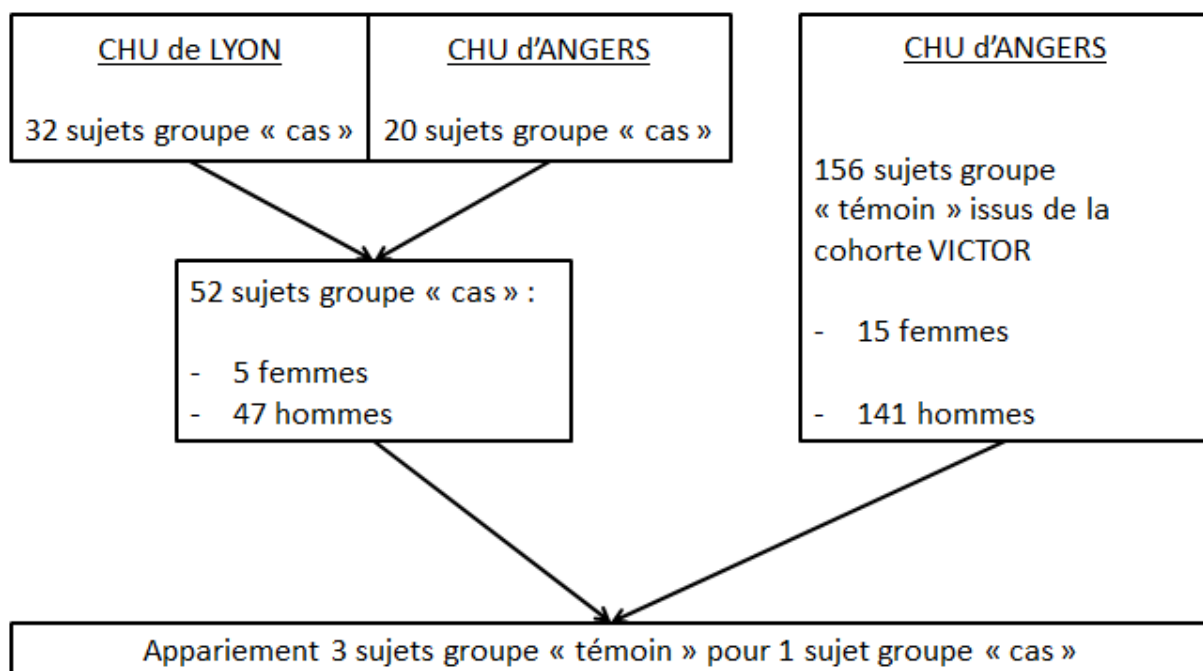 CHU de LYON
32 sujets groupe « cas »
CHU d’ANGERS
20 sujets groupe « cas »
CHU d’ANGERS
156 sujets groupe
« témoin » issus de la
cohorte VICTOR
- 15 femmes
- 141 hommes
52 sujets groupe « cas » :
- 5 femmes
- 47 hommes
Appariement 3 sujets groupe « témoin » pour 1 sujet groupe « cas »